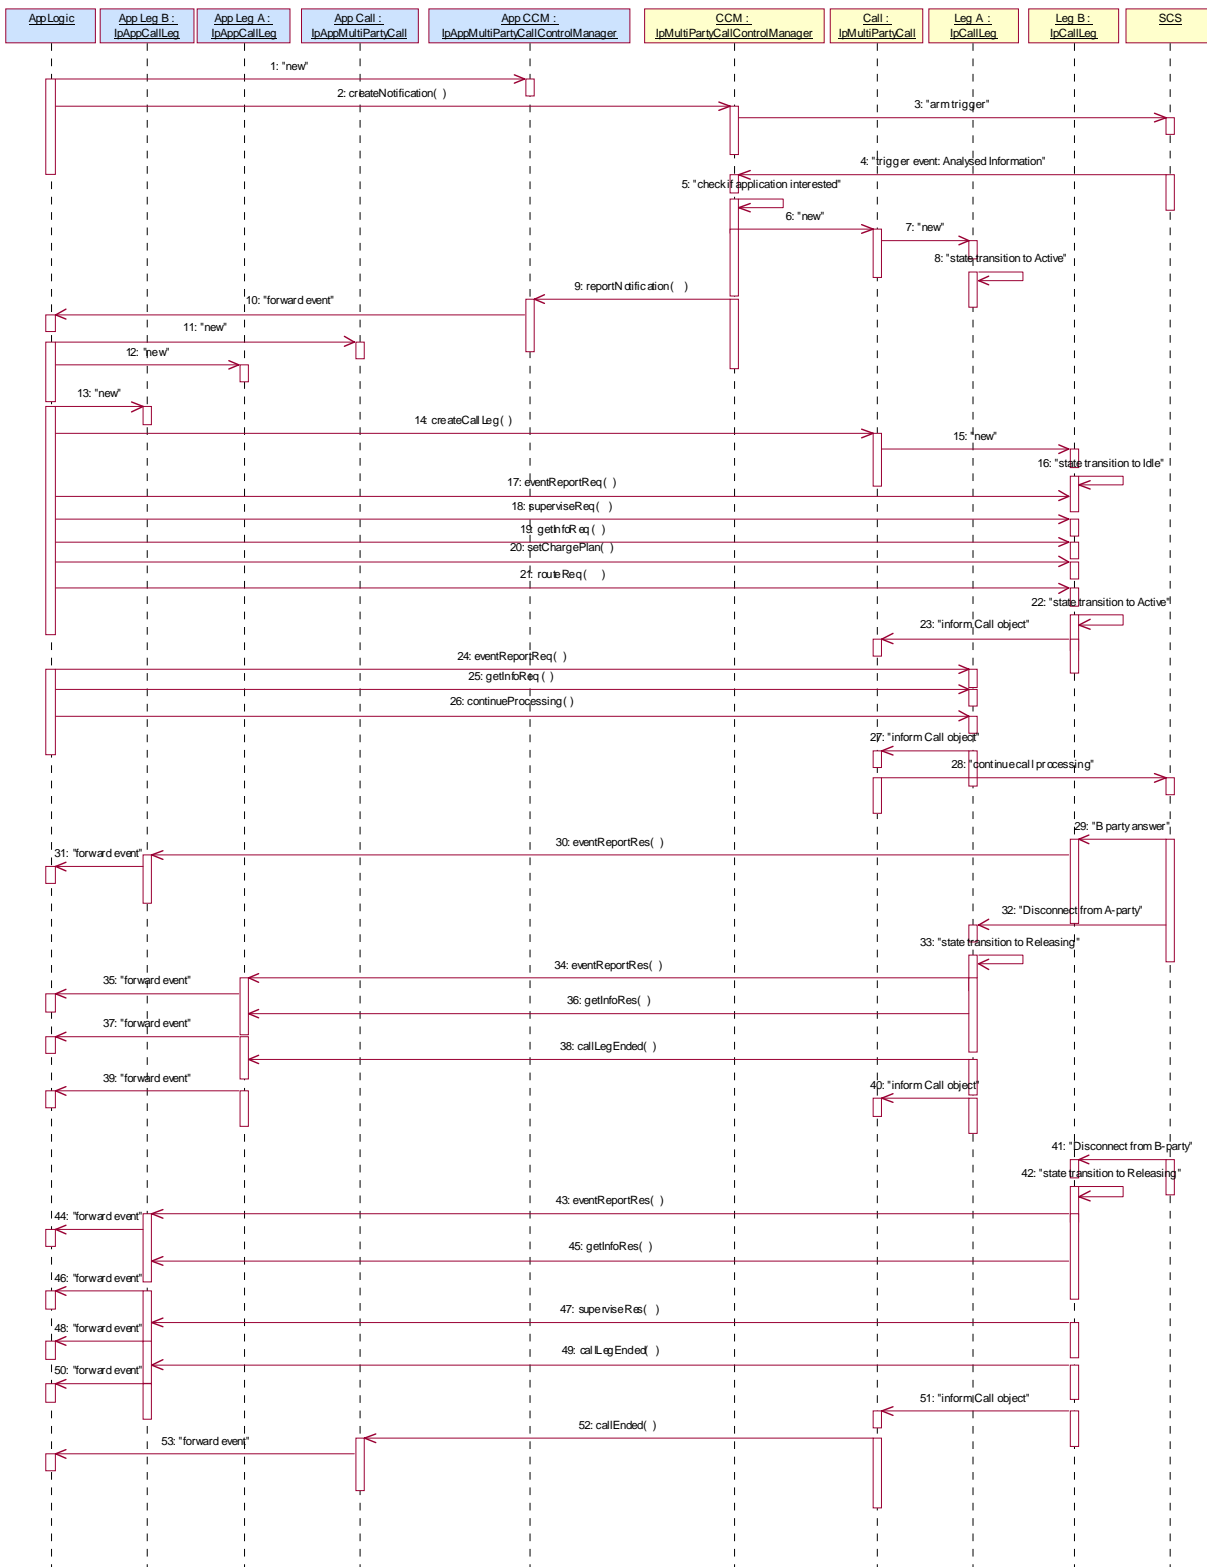 AppLogic
App Leg B :
IpAppCallLeg
App Leg A :
IpAppCallLeg
App Call :
IpAppMultiPartyCall
App CCM :
IpAppMultiPartyCallControlManager
CCM :
IpMultiPartyCallControlManager
Call :
IpMultiPartyCall
Leg A :
IpCallLeg
Leg B :
IpCallLeg
SCS
1: "new"
2: createNotification( )
3: "arm trigger"
4: "trigger event: Analysed Information"
5: "check if application interested"
6: "new"
7: "new"
8: "state transition to Active"
9: reportNotification( )
10: "forward event"
11: "new"
12: "new"
13: "new"
14: createCallLeg( )
15: "new"
16: "state transition to Idle"
17: eventReportReq( )
18: superviseReq( )
19: getInfoReq( )
20: setChargePlan( )
21: routeReq( )
22: "state transition to Active"
23: "inform Call object"
24: eventReportReq( )
25: getInfoReq( )
26: continueProcessing( )
27: "inform Call object"
28: "continue call processing"
29: "B party answer"
30: eventReportRes( )
31: "forward event"
32: "Disconnect from A-party"
33: "state transition to Releasing"
34: eventReportRes( )
35: "forward event"
36: getInfoRes( )
37: "forward event"
38: callLegEnded( )
39: "forward event"
40: "inform Call object"
41: "Disconnect from B-party"
42: "state transition to Releasing"
43: eventReportRes( )
44: "forward event"
45: getInfoRes( )
46: "forward event"
47: superviseRes( )
48: "forward event"
49: callLegEnded( )
50: "forward event"
51: "inform Call object"
52: callEnded( )
53: "forward event"